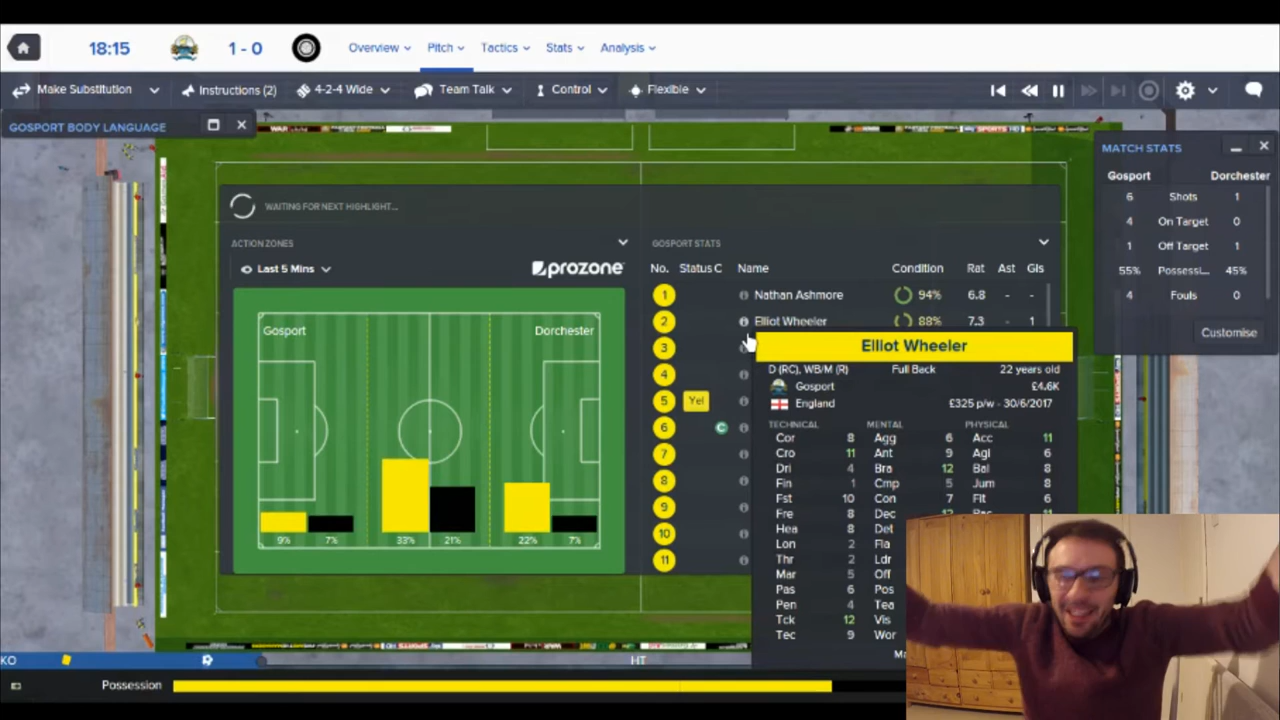 18:15 1 - 0 Overview Pitch Tactics Stats Analysis
Make Substitution Instructions (2) 4-2-4 Wide Team Talk Control Flexible
GOSPORT BODY LANGUAGE
MATCH STATS
Gosport Dorchester
6 Shots 1
4 On Target 0
1 Off Target 1
55% Possessi... 45%
4 Fouls 0
Customise
WAITING FOR NEXT HIGHLIGHT...
ACTION ZONES
Last 5 Mins prozone
Gosport Dorchester
9% 7% 33% 21% 22% 7%
GOSPORT STATS
No. Status C Name Condition Rat Ast Gls
1 Nathan Ashmore 94% 6.8 - -
2 Elliot Wheeler 88% 7.3 - 1
3
4
5 Yel
6 C
7
8
9
10
11
Elliot Wheeler
D (RC), WB/M (R) Full Back 22 years old
Gosport £4.6K
England £325 p/w - 30/6/2017
TECHNICAL MENTAL PHYSICAL
Cor 8 Agg 6 Acc 11
Cro 11 Ant 9 Agi 6
Dri 4 Bra 12 Bal 8
Fin 1 Cmp 5 Jum 8
Fst 10 Con 7 Fit 6
Fre 8 Dec
Hea 8 Det
Lon 2 Fla
Thr 2 Ldr
Mar 5 Off
Pas 6 Pos
Pen 4 Tea
Tck 12 Vis
Tec 9 Wor
KO HT
Possession